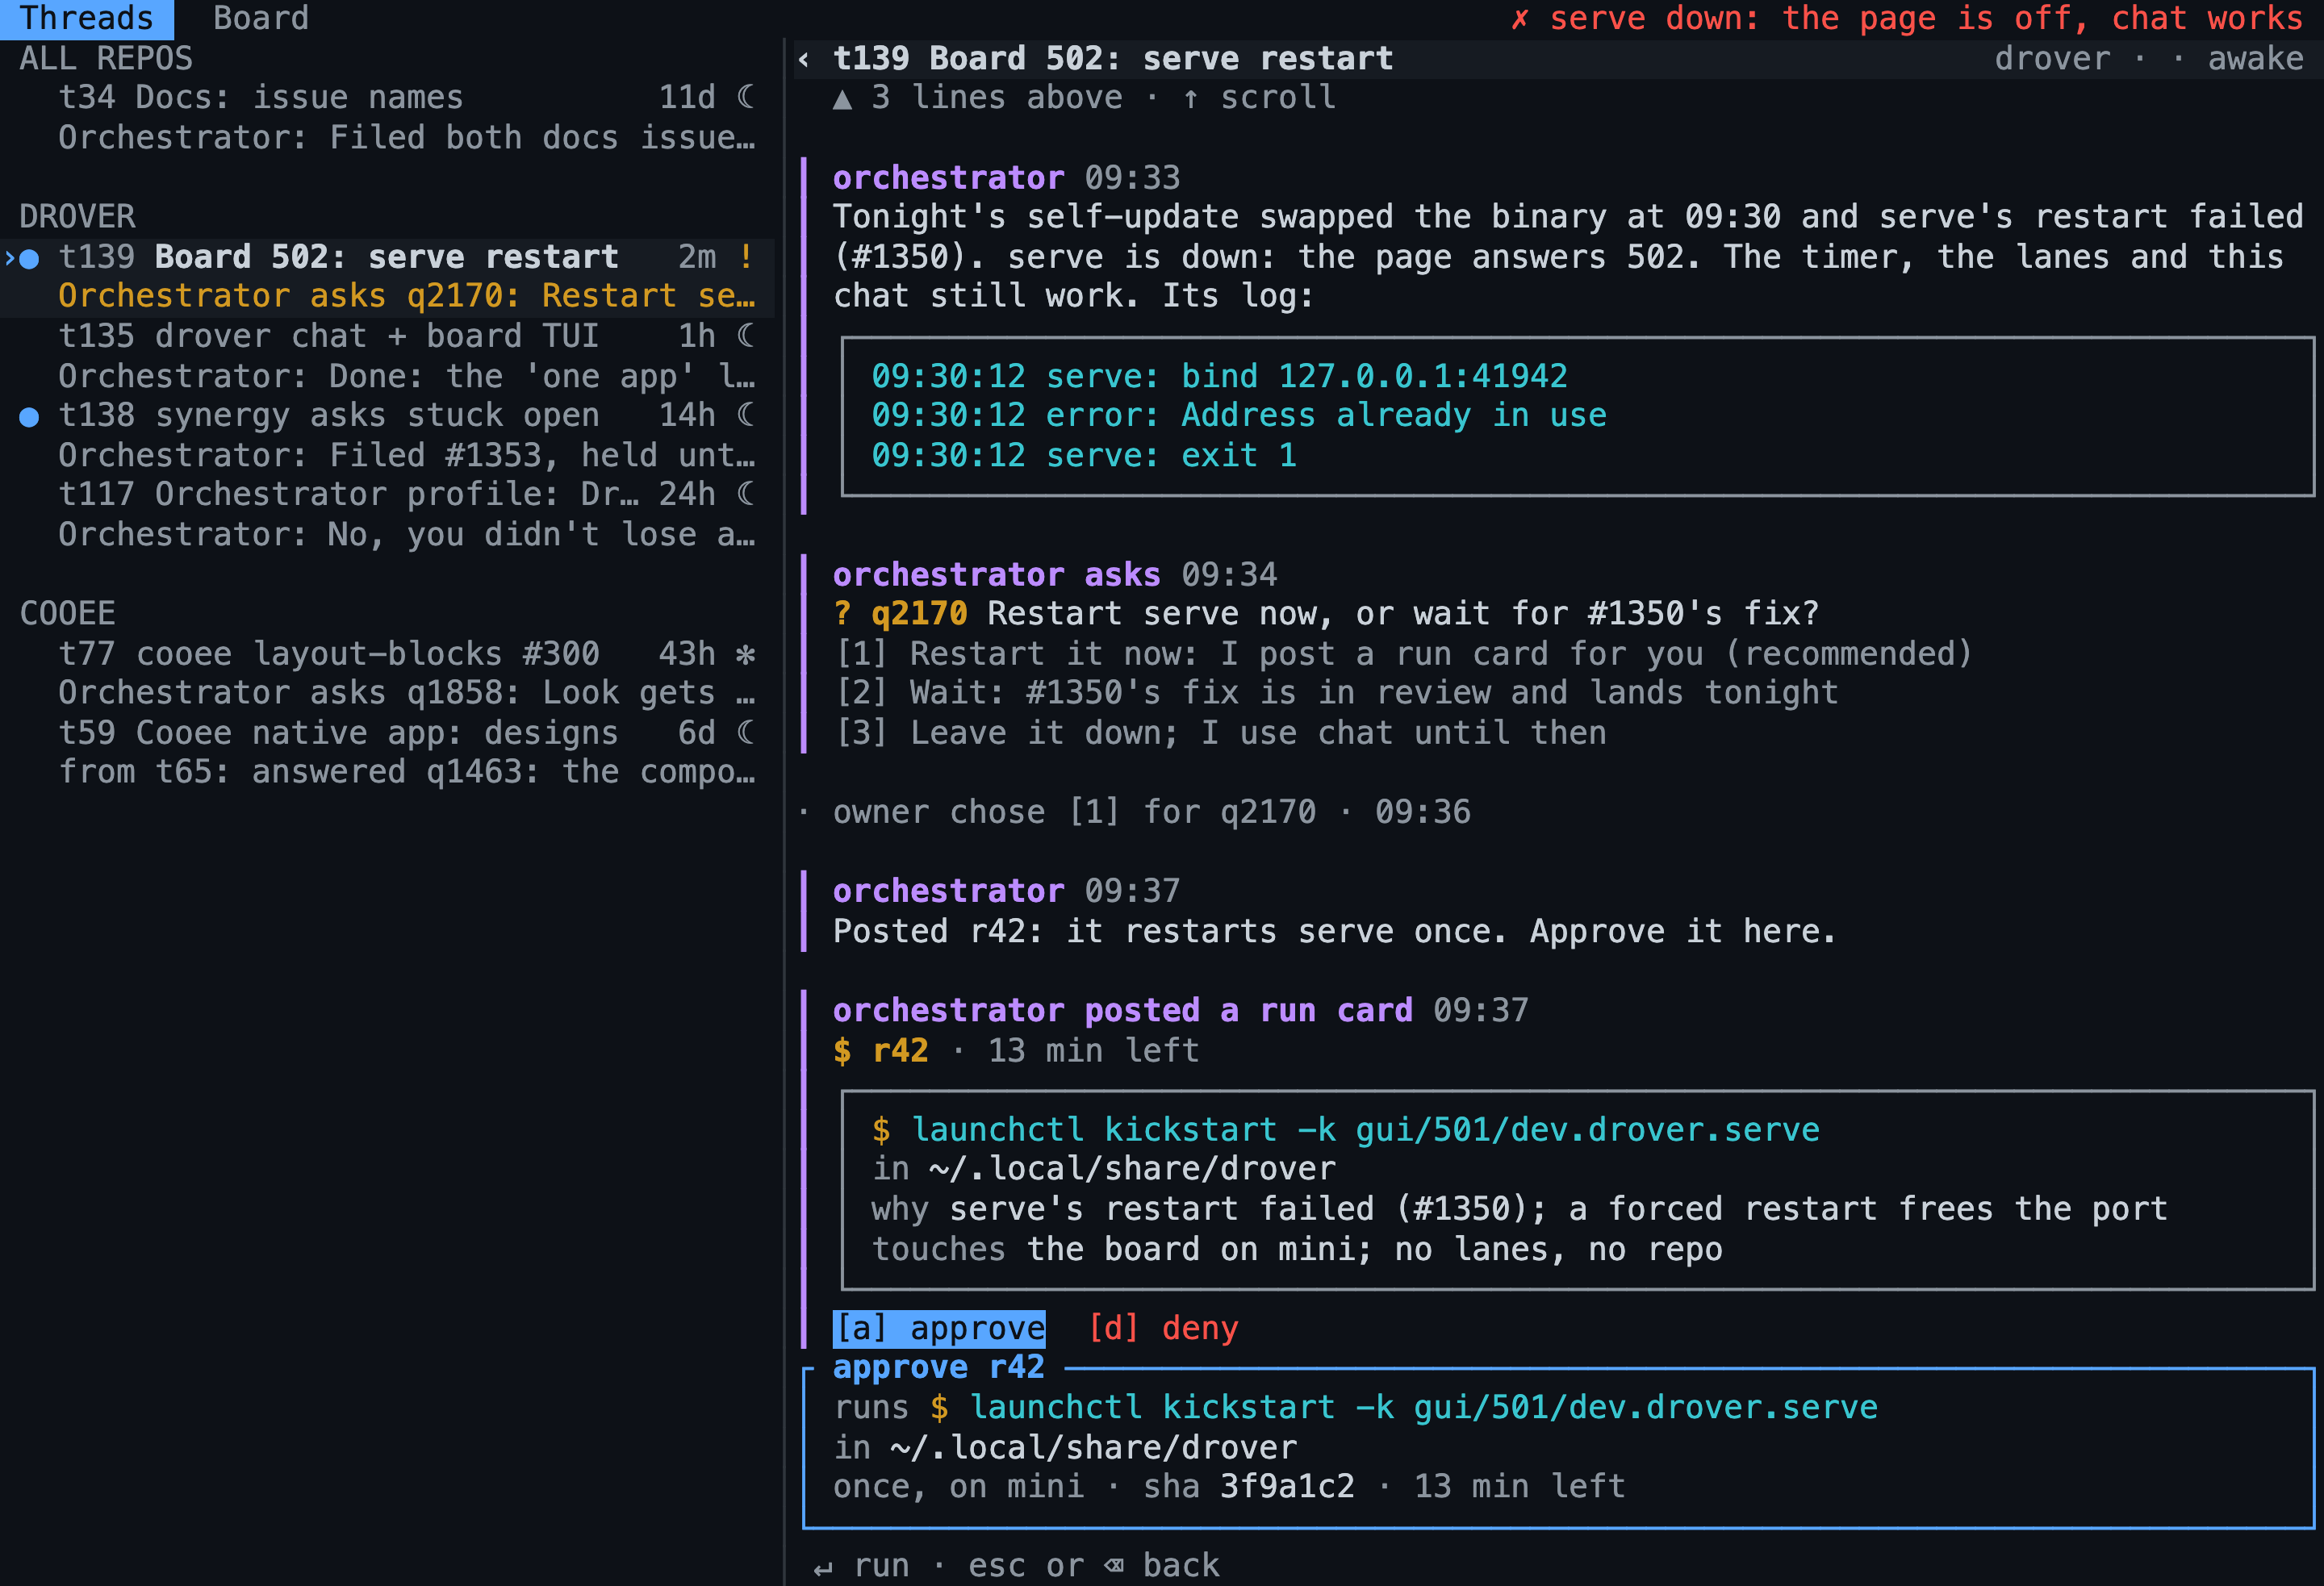 Threads Board
✗ serve down: the page is off, chat works
ALL REPOS
t34 Docs: issue names 11d ☾
Orchestrator: Filed both docs issue…
DROVER
›● t139 Board 502: serve restart 2m !
Orchestrator asks q2170: Restart se…
t135 drover chat + board TUI 1h ☾
Orchestrator: Done: the 'one app' l…
● t138 synergy asks stuck open 14h ☾
Orchestrator: Filed #1353, held unt…
t117 Orchestrator profile: Dr… 24h ☾
Orchestrator: No, you didn't lose a…
COOEE
t77 cooee layout-blocks #300 43h ✻
Orchestrator asks q1858: Look gets …
t59 Cooee native app: designs 6d ☾
from t65: answered q1463: the compo…
‹ t139 Board 502: serve restart drover · · awake
▲ 3 lines above · ↑ scroll
orchestrator 09:33
Tonight's self-update swapped the binary at 09:30 and serve's restart failed
(#1350). serve is down: the page answers 502. The timer, the lanes and this
chat still work. Its log:
09:30:12 serve: bind 127.0.0.1:41942
09:30:12 error: Address already in use
09:30:12 serve: exit 1
orchestrator asks 09:34
? q2170 Restart serve now, or wait for #1350's fix?
[1] Restart it now: I post a run card for you (recommended)
[2] Wait: #1350's fix is in review and lands tonight
[3] Leave it down; I use chat until then
· owner chose [1] for q2170 · 09:36
orchestrator 09:37
Posted r42: it restarts serve once. Approve it here.
orchestrator posted a run card 09:37
$ r42 · 13 min left
$ launchctl kickstart -k gui/501/dev.drover.serve
in ~/.local/share/drover
why serve's restart failed (#1350); a forced restart frees the port
touches the board on mini; no lanes, no repo
[a] approve [d] deny
approve r42
runs $ launchctl kickstart -k gui/501/dev.drover.serve
in ~/.local/share/drover
once, on mini · sha 3f9a1c2 · 13 min left
↵ run · esc or ⌫ back